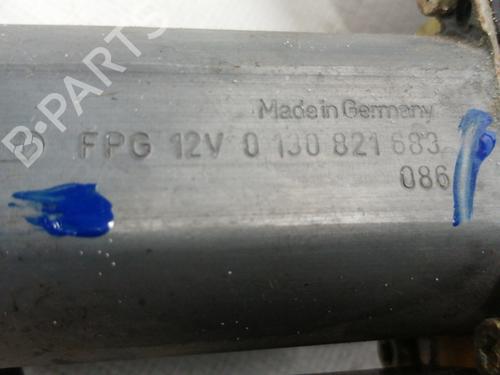 B-PARTS
Made in Germany
FPG 12V 0 130 821 683
086